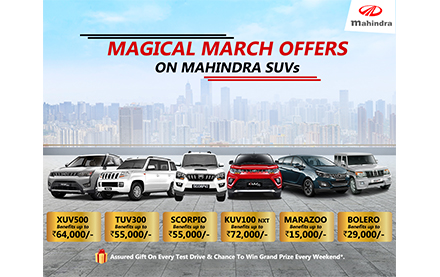 mahindra
MAGICAL MARCH OFFERS
ON MAHINDRA SUVs
SCORPIO
XUV500
Benefits up to
₹64,000/-
TUV300
Benefits up to
₹55,000/-
SCORPIO
Benefits up to
₹55,000/-
KUV100 NXT
Benefits up to
₹72,000/-
MARAZOO
Benefits up to
₹15,000/-
BOLERO
Benefits up to
₹29,000/-
Assured Gift On Every Test Drive & Chance To Win Grand Prize Every Weekend*.